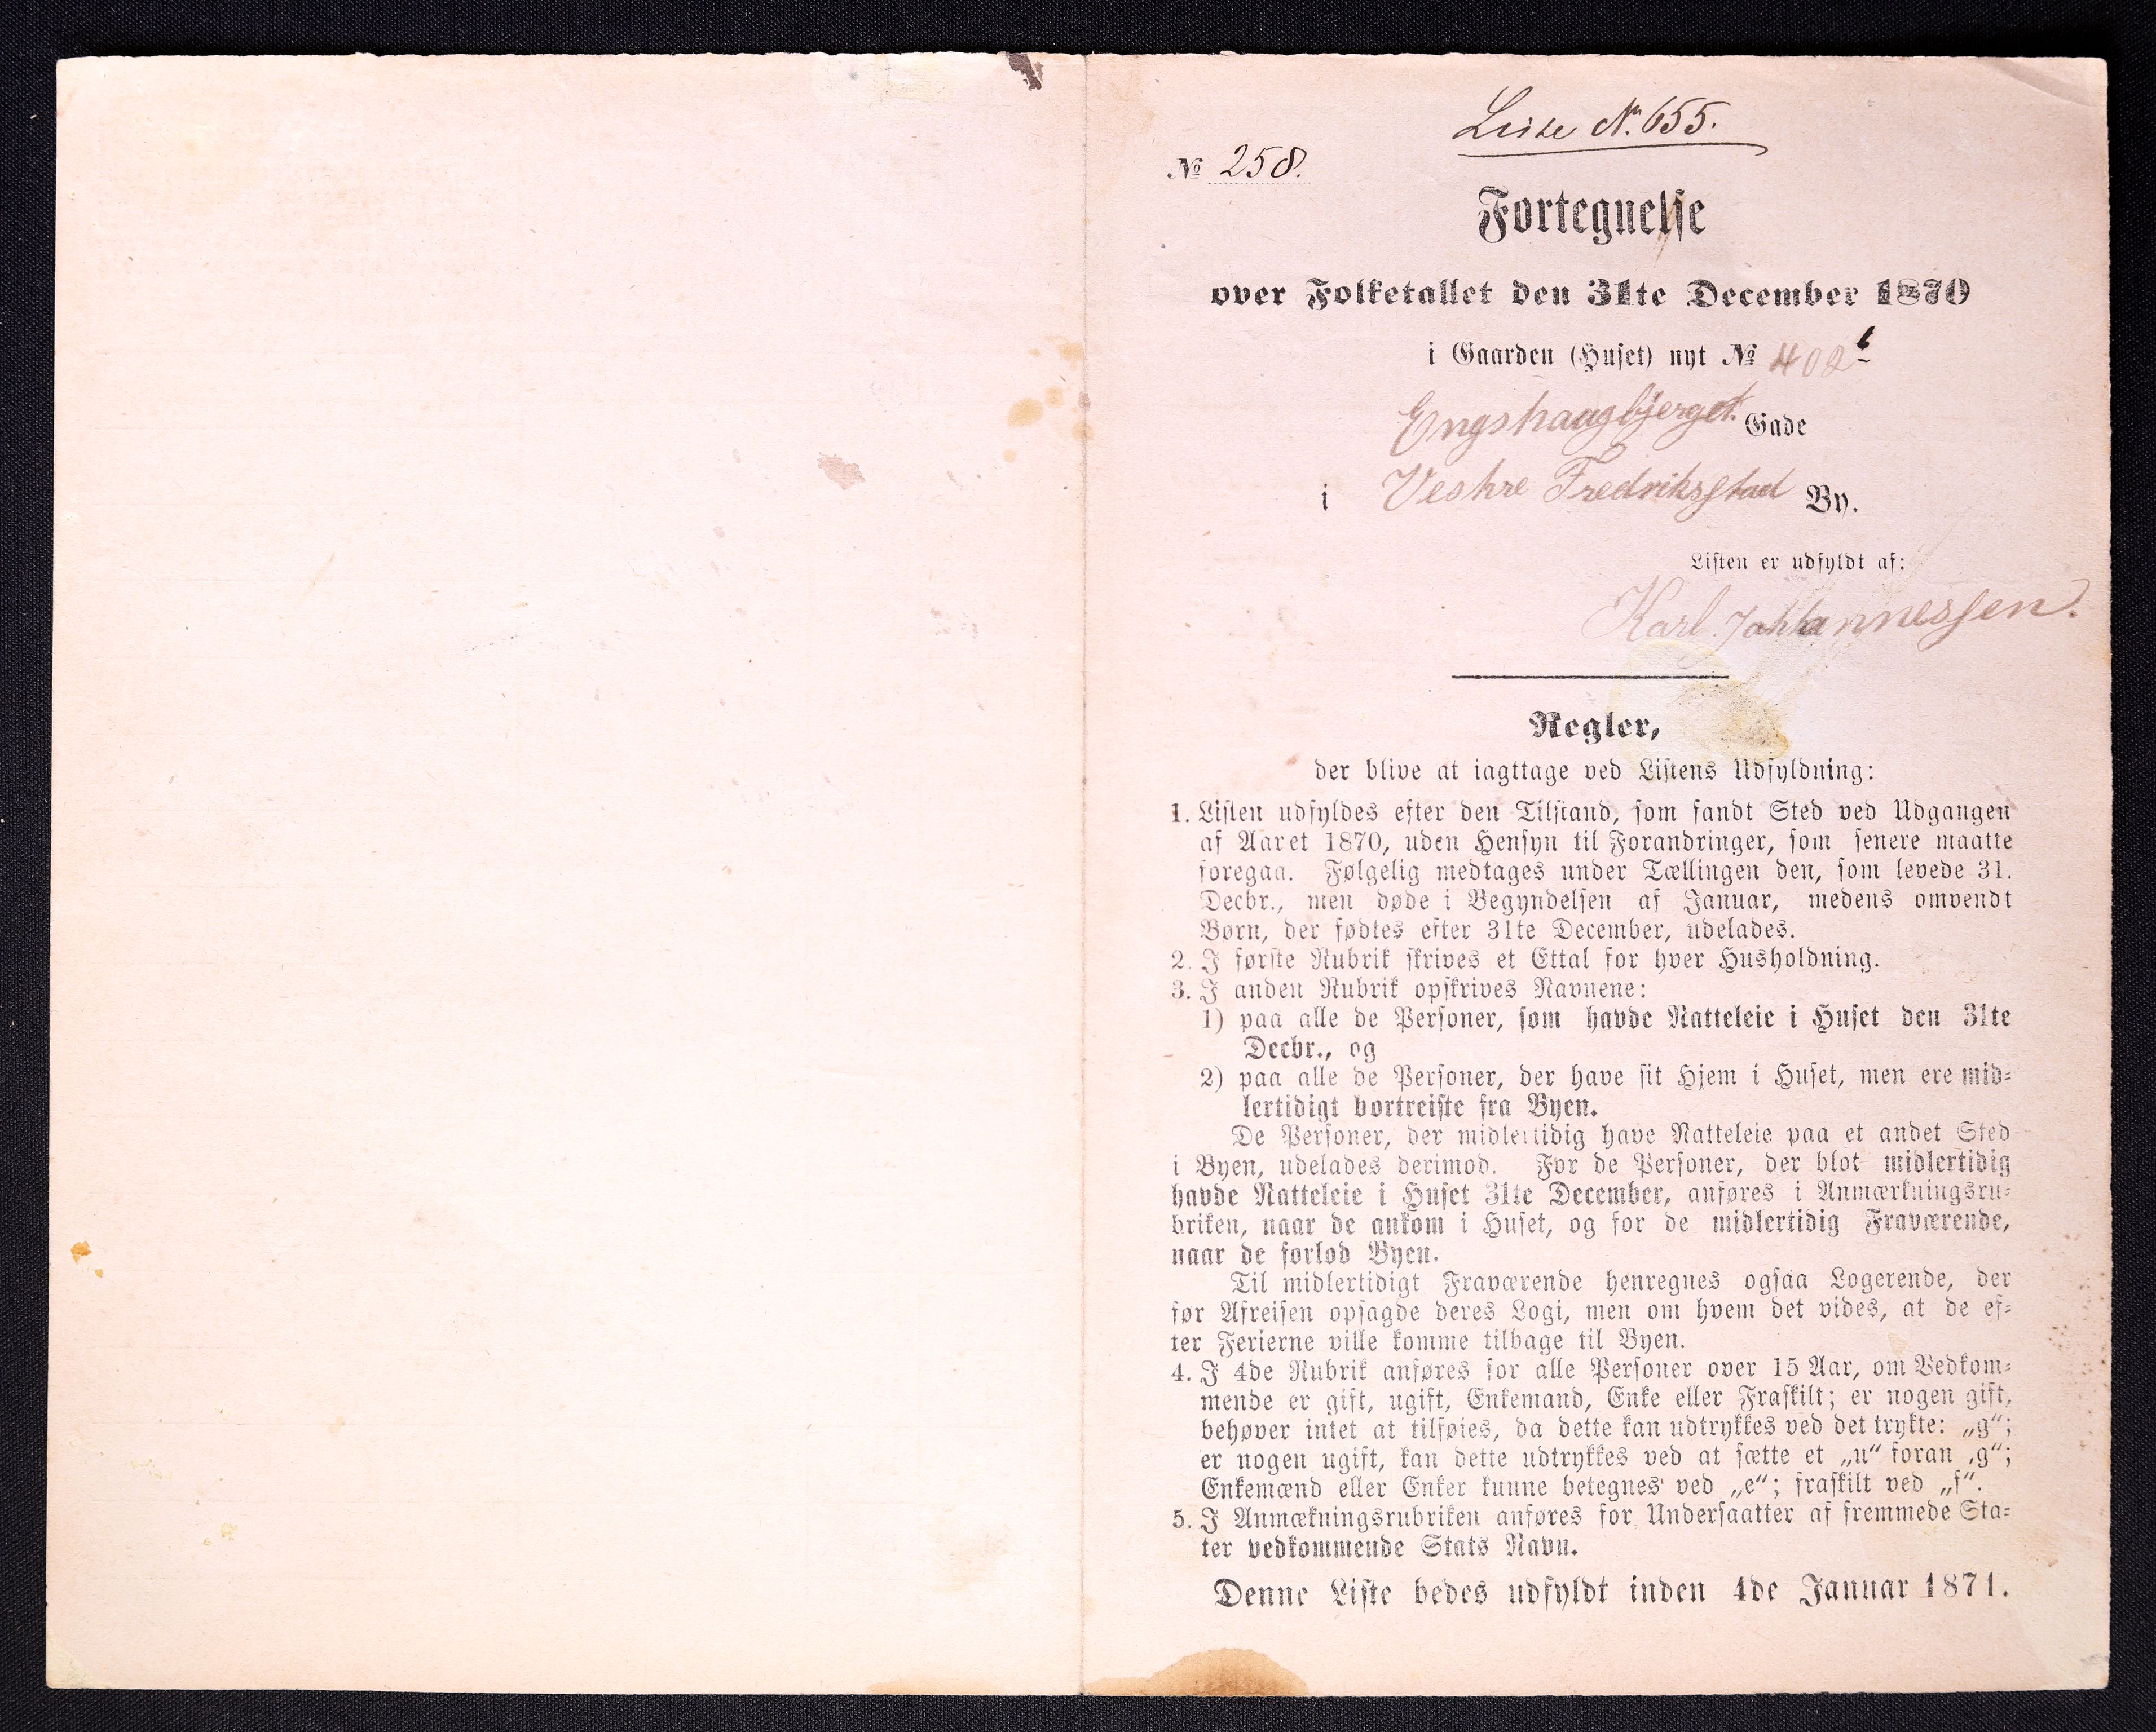 Liste No. 655.
No 258.
Fortegnelse
over Folketallet den 31te December 1870
i Gaarden (Huset) nyt No 402
Engshaugbjerget. Gade
i Vestre Fredriksstad By.
Listen er udfyldt af:
Karl Johannessen.
Regler,
der blive at iagttage ved Listens Udfyldning:
1. Listen udfyldes efter den Tilstand, som fandt Sted ved Udgangen
af Aaret 1870, uden Hensyn til Forandringer, som senere maatte
foregaa. Følgelig medtages under Tællingen den, som levede 31.
Decbr., men døde i Begyndelsen af Januar, medens omvendt
Børn, der fødtes efter 31te December, udelades.
2. I første Rubrik skrives et Ettal for hver Husholdning.
3. I anden Rubrik opskrives Navnene:
1) paa alle de Personer, som havde Natteleie i Huset den 31te
Decbr., og
2) paa alle de Personer, der have sit Hjem i Huset, men ere mid-
lertidigt bortreiste fra Byen.
De Personer, der midlertidig have Natteleie paa et andet Sted
i Byen, udelades derimod. For de Personer, der blot midlertidig
havde Natteleie i Huset 31te December, anføres i Anmærkningsru-
briken, naar de ankom i Huset, og for de midlertidig Fraværende,
naar de forlod Byen.
Til midlertidigt Fraværende henregnes ogsaa Logerende, der
før Afreisen opsagde deres Logi, men om hvem det vides, at de ef-
ter Ferierne ville komme tilbage til Byen.
4. I 4de Rubrik anføres for alle Personer over 15 Aar, om Vedkom-
mende er gift, ugift, Enkemand, Enke eller Fraskilt; er nogen gift,
behøver intet at tilføies, da dette kan udtrykkes ved det trykte: „g“;
er nogen ugift, kan dette udtrykkes ved at sætte et „u“ foran „g“;
Enkemænd eller Enker kunne betegnes ved „e“; fraskilt ved „f“.
5. I Anmækningsrubriken anføres for Undersaatter af fremmede Sta-
ter vedkommende Stats Navn.
Denne Liste bedes udfyldt inden 4de Januar 1871.